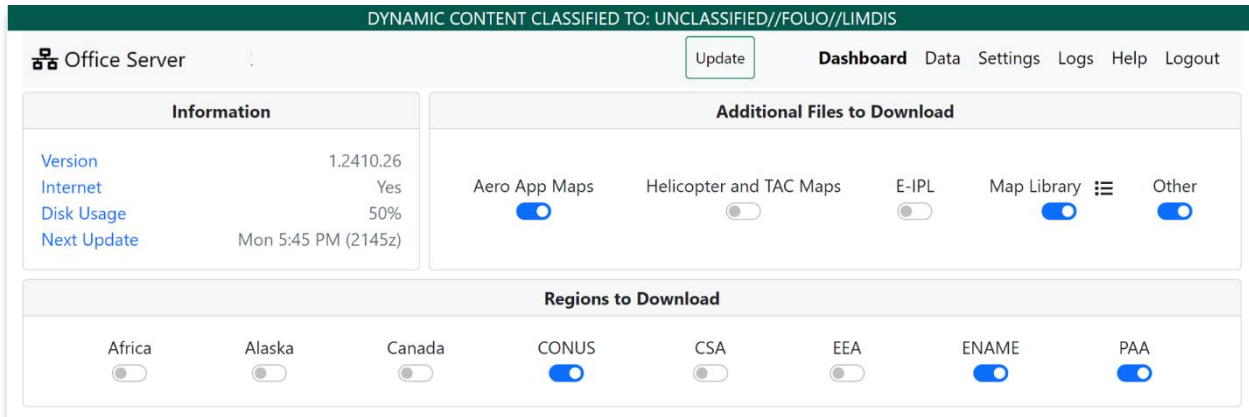 DYNAMIC CONTENT CLASSIFIED TO: UNCLASSIFIED//FOUO//LIMDIS
Office Server Update Dashboard Data Settings Logs Help Logout
Information
Version 1.2410.26
Internet Yes
Disk Usage 50%
Next Update Mon 5:45 PM (2145z)
Additional Files to Download
Aero App Maps Helicopter and TAC Maps E-IPL Map Library Other
Regions to Download
Africa Alaska Canada CONUS CSA EEA ENAME PAA